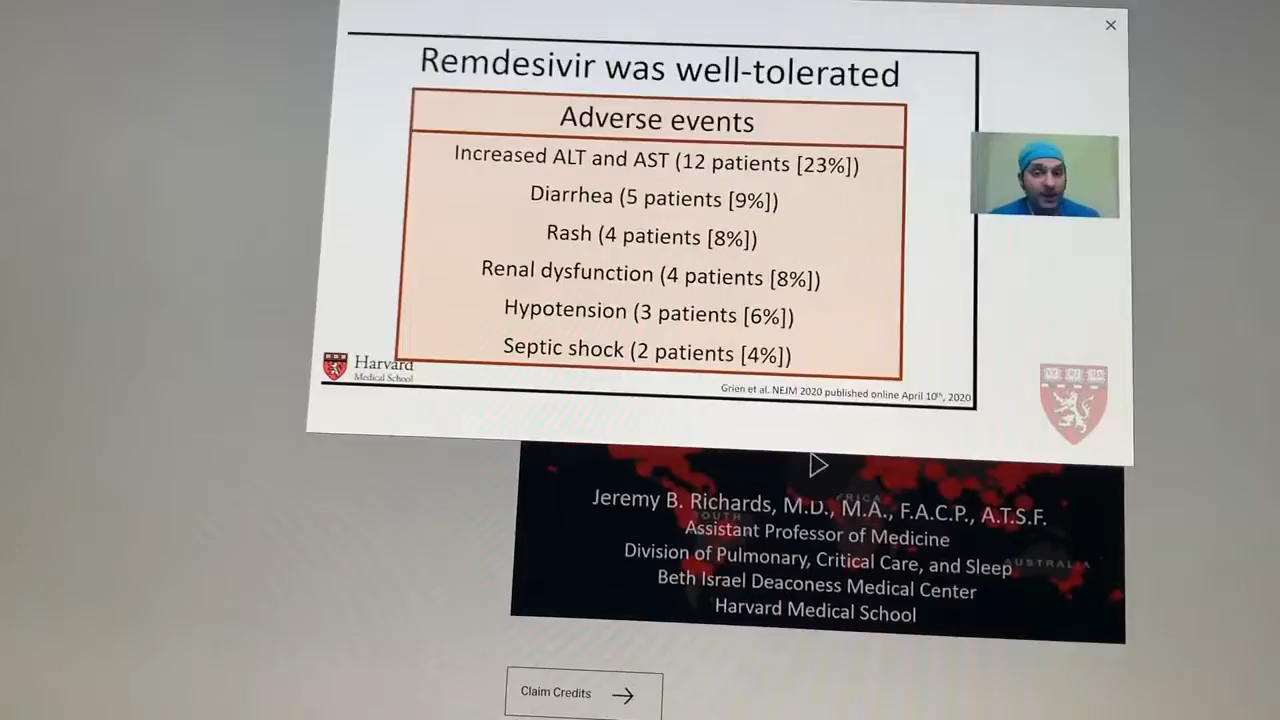 Remdesivir was well-tolerated
Adverse events
Increased ALT and AST (12 patients [23%])
Diarrhea (5 patients [9%])
Rash (4 patients [8%])
Renal dysfunction (4 patients [8%])
Hypotension (3 patients [6%])
Septic shock (2 patients [4%])
Harvard
Medical School
Grien et al. NEJM 2020 published online April 10th, 2020
AFRICA
Jeremy B. Richards, M.D., M.A., F.A.C.P., A.T.S.F.
SOUTH
Assistant Professor of Medicine
Division of Pulmonary, Critical Care, and Sleep
AUSTRALIA
Beth Israel Deaconess Medical Center
Harvard Medical School
Claim Credits